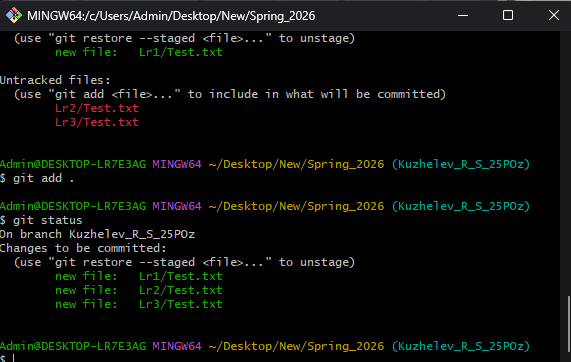 MINGW64:/c/Users/Admin/Desktop/New/Spring_2026
(use "git restore --staged <file>..." to unstage)
new file:   Lr1/Test.txt
Untracked files:
(use "git add <file>..." to include in what will be committed)
Lr2/Test.txt
Lr3/Test.txt
Admin@DESKTOP-LR7E3AG MINGW64 ~/Desktop/New/Spring_2026 (Kuzhelev_R_S_25POz)
$ git add .
Admin@DESKTOP-LR7E3AG MINGW64 ~/Desktop/New/Spring_2026 (Kuzhelev_R_S_25POz)
$ git status
On branch Kuzhelev_R_S_25POz
Changes to be committed:
(use "git restore --staged <file>..." to unstage)
new file:   Lr1/Test.txt
new file:   Lr2/Test.txt
new file:   Lr3/Test.txt
Admin@DESKTOP-LR7E3AG MINGW64 ~/Desktop/New/Spring_2026 (Kuzhelev_R_S_25POz)
$